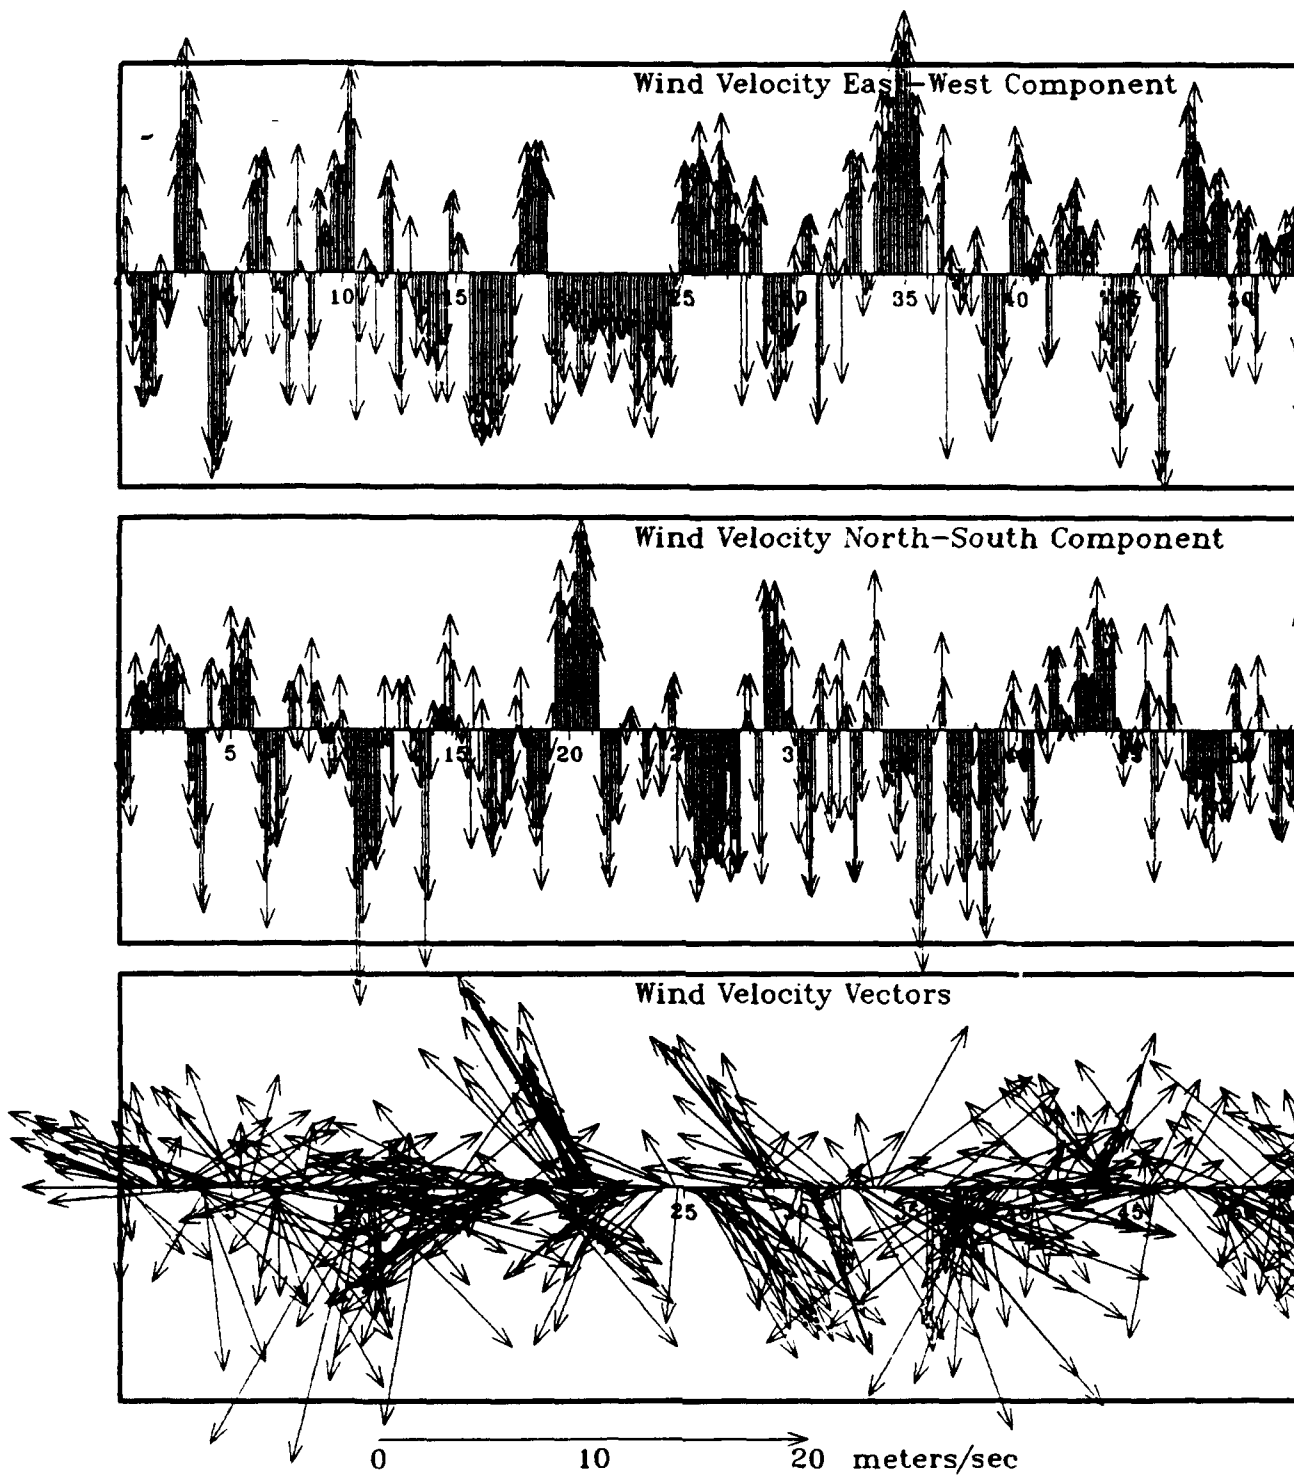 Wind Velocity East-West Component
10 15 25 35 40
Wind Velocity North-South Component
5 15 20
Wind Velocity Vectors
25 45
0 10 20 meters/sec